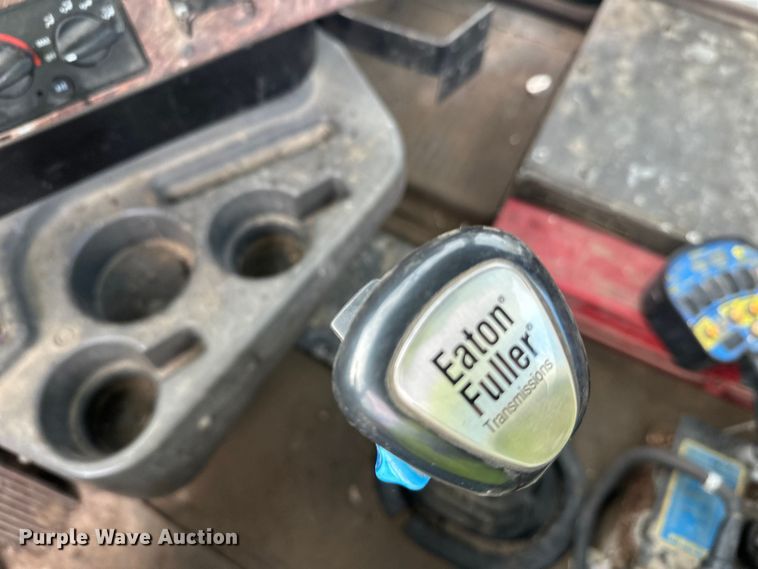 Eaton®
Fuller®
Transmissions
Purple Wave Auction